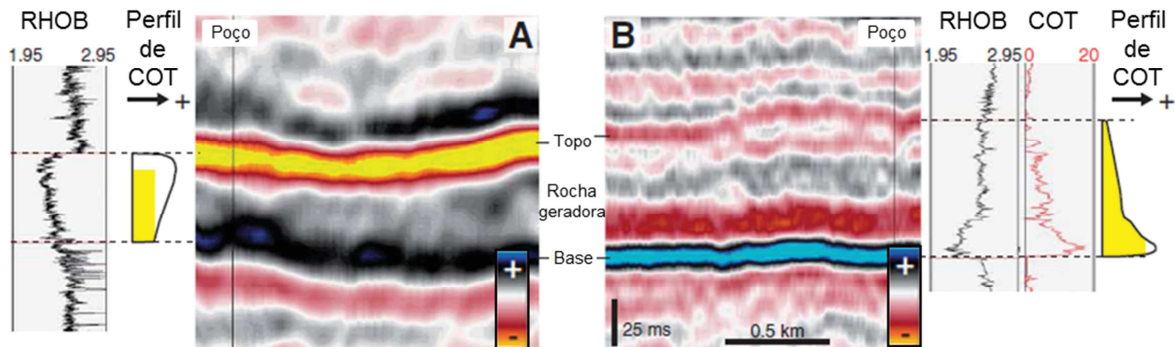 RHOB
1.95
2.95
Perfil
de
COT
+
Poço
A
+
-
Topo
Rocha
geradora
Base
B
Poço
25 ms
0.5 km
+
-
RHOB
1.95
2.95
COT
0
20
Perfil
de
COT
+